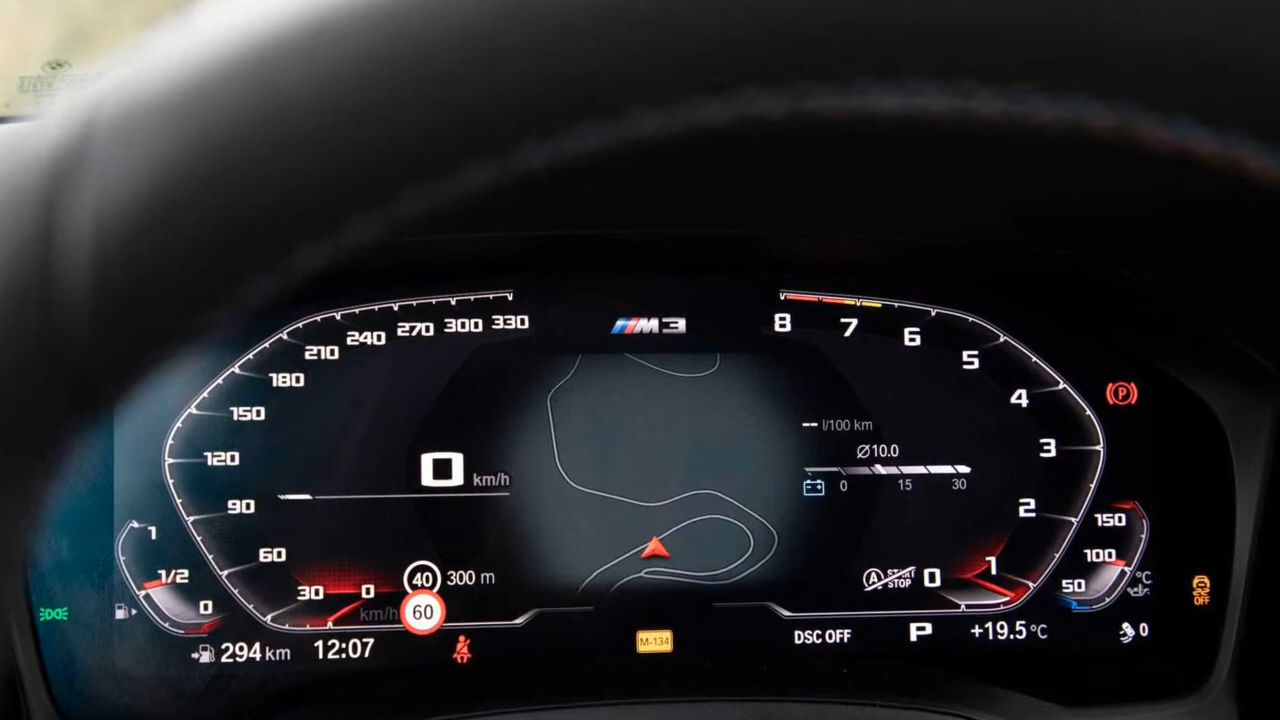 M3
330
300
270
240
210
180
150
120
90
60
30
0
km/h
0
km/h
40
300 m
60
1
1/2
0
294 km
12:07
M-134
8
7
6
5
4
3
2
1
0
-- l/100 km
Ø10.0
0
15
30
A START
STOP
P
150
100
50
°C
OFF
DSC OFF
P
+19.5°C
0